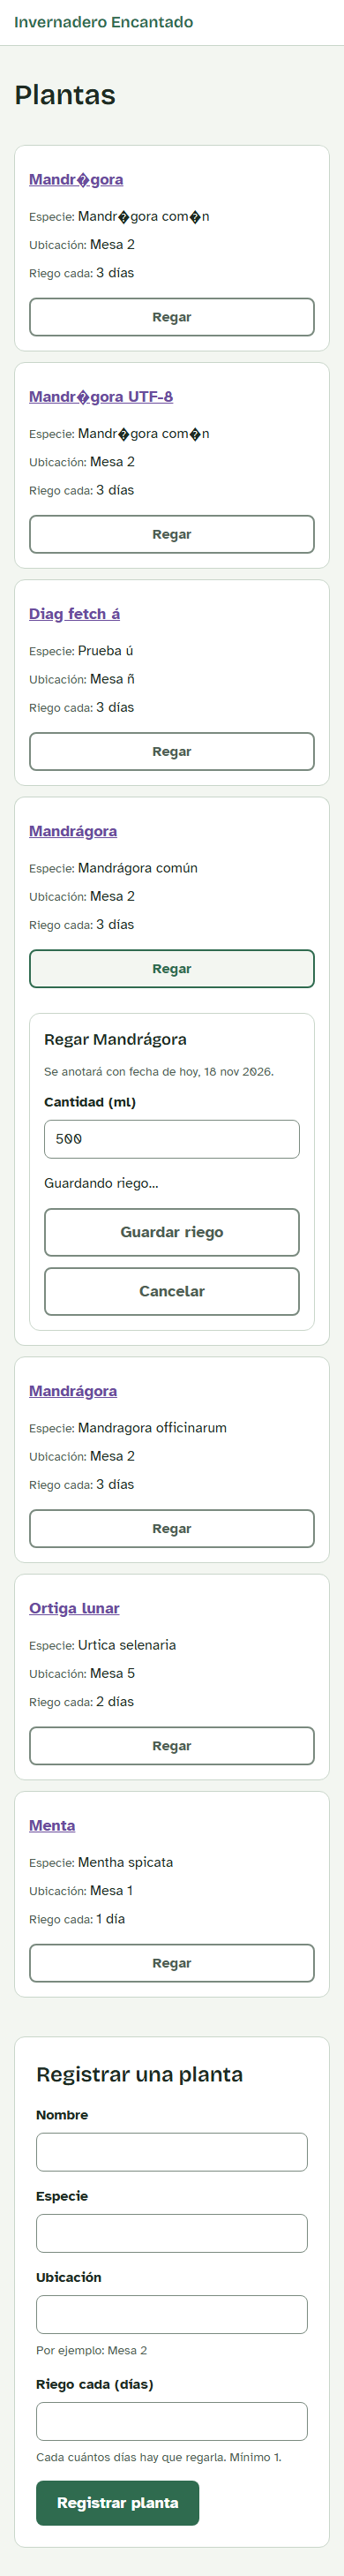 Invernadero Encantado
Plantas
Mandr�gora
Especie: Mandr�gora com�n
Ubicación: Mesa 2
Riego cada: 3 días
Regar
Mandr�gora UTF-8
Especie: Mandr�gora com�n
Ubicación: Mesa 2
Riego cada: 3 días
Regar
Diag fetch á
Especie: Prueba ú
Ubicación: Mesa ñ
Riego cada: 3 días
Regar
Mandrágora
Especie: Mandrágora común
Ubicación: Mesa 2
Riego cada: 3 días
Regar
Regar Mandrágora
Se anotará con fecha de hoy, 18 nov 2026.
Cantidad (ml)
500
Guardando riego...
Guardar riego
Cancelar
Mandrágora
Especie: Mandragora officinarum
Ubicación: Mesa 2
Riego cada: 3 días
Regar
Ortiga lunar
Especie: Urtica selenaria
Ubicación: Mesa 5
Riego cada: 2 días
Regar
Menta
Especie: Mentha spicata
Ubicación: Mesa 1
Riego cada: 1 día
Regar
Registrar una planta
Nombre
Especie
Ubicación
Por ejemplo: Mesa 2
Riego cada (días)
Cada cuántos días hay que regarla. Mínimo 1.
Registrar planta